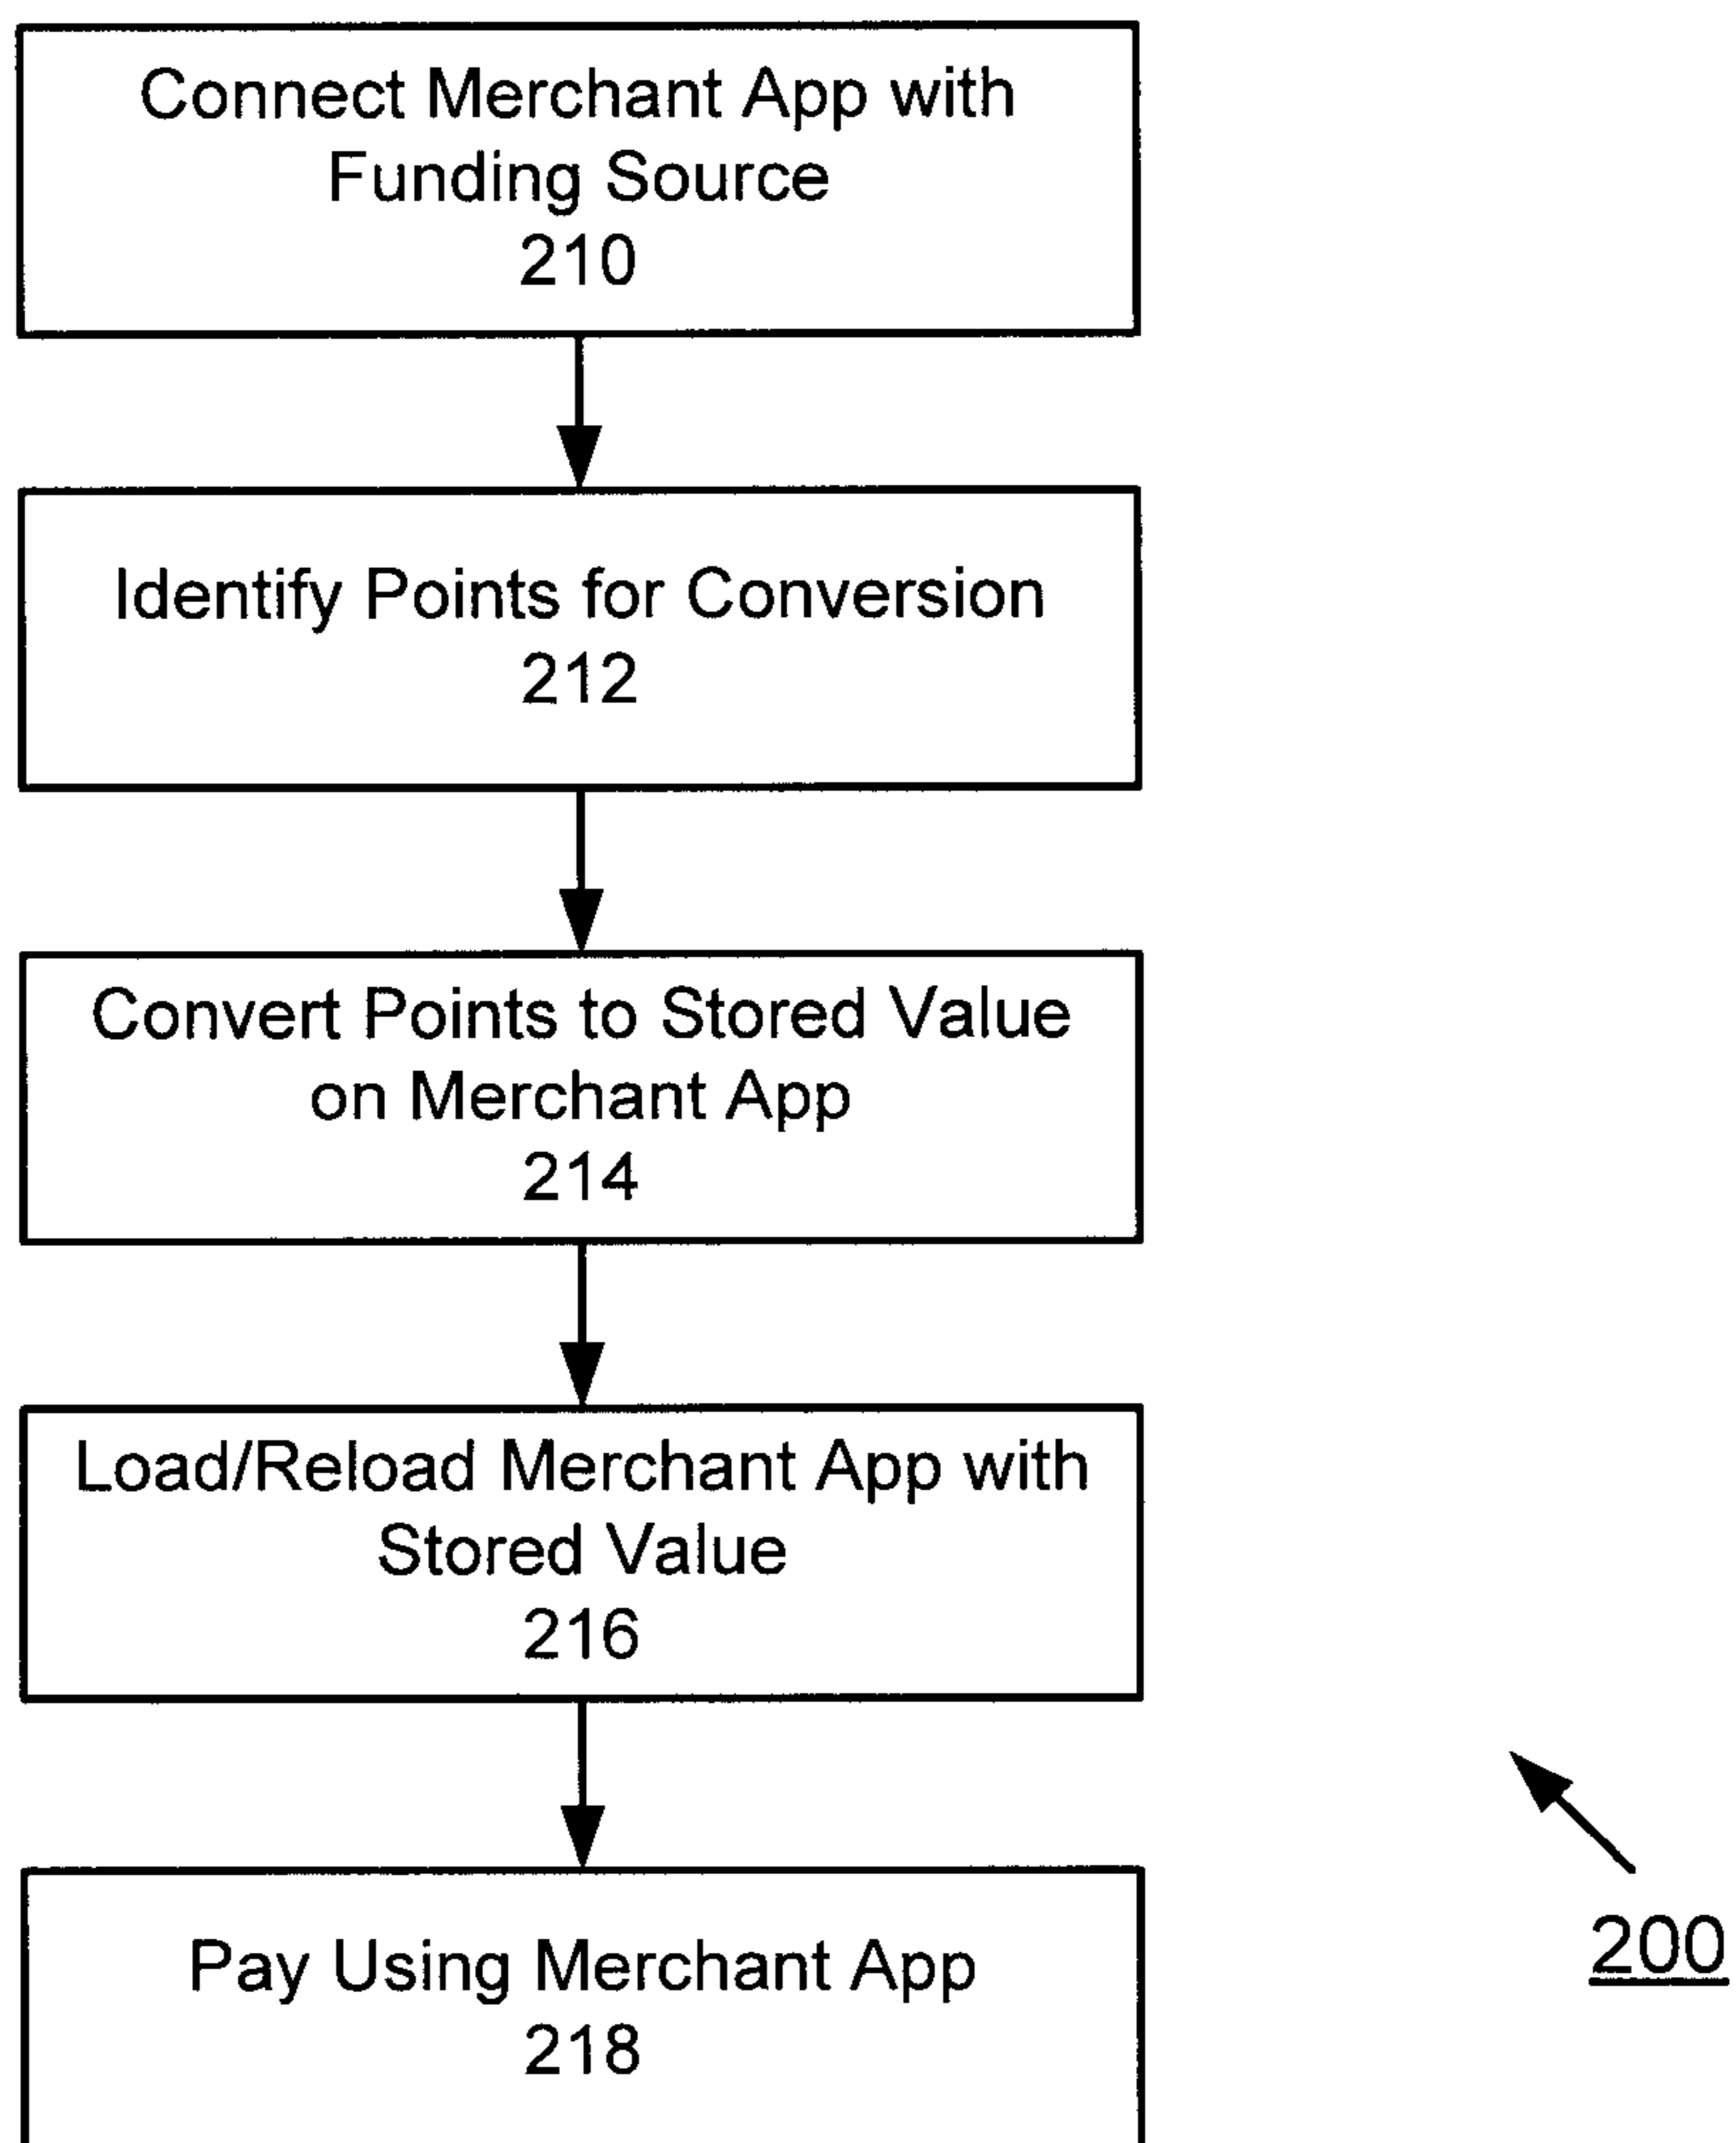 Connect Merchant App with
Funding Source
210
Identify Points for Conversion
212
Convert Points to Stored Value
on Merchant App
214
Load/Reload Merchant App with
Stored Value
216
Pay Using Merchant App
218
200